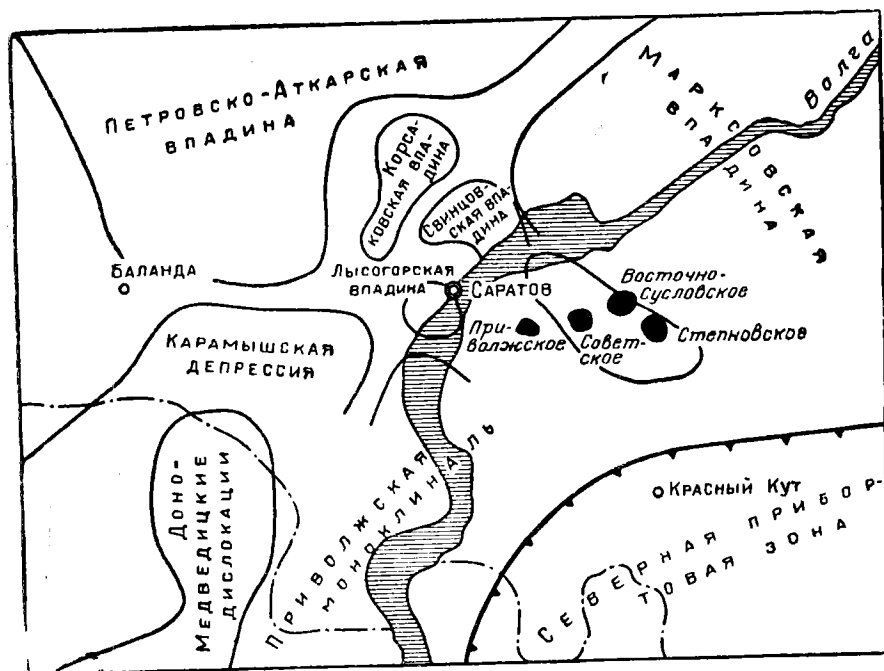 Петровско-Аткарская
впадина
Марксовская
впадина
Волга
Корса-
ковская впа-
дина
Свинцов-
ская впа-
дина
Баланда
Лысогорская
впадина
Саратов
Восточно-
Сусловское
При-
волжское
Совет-
ское
Степновское
Карамышская
депрессия
Доно-
Медведицкие
дислокации
Приволжская
моноклиналь
Красный Кут
Северная прибор-
товая зона